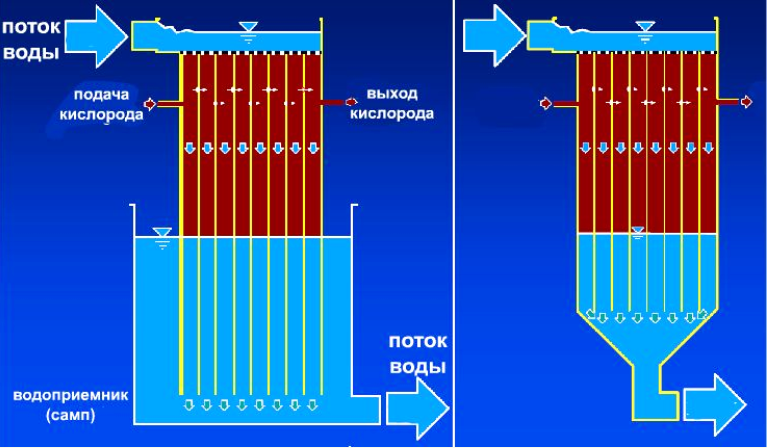 поток
воды
подача
кислорода
выход
кислорода
поток
воды
водоприемник
(самп)